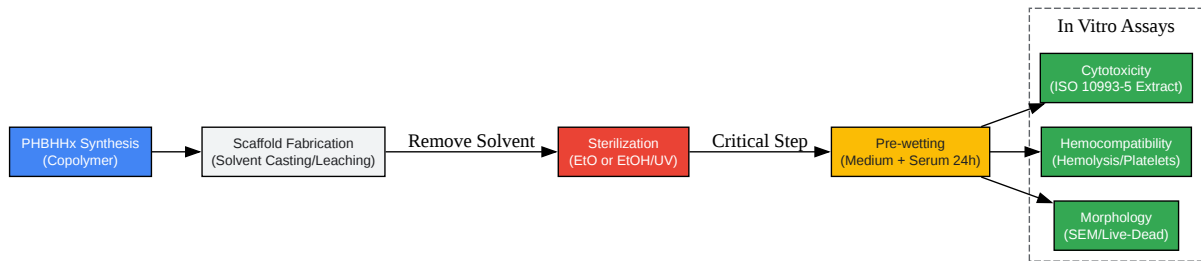 In Vitro Assays
PHBHHx Synthesis
(Copolymer)
Scaffold Fabrication
(Solvent Casting/Leaching)
Remove Solvent
Sterilization
(EtO or EtOH/UV)
Critical Step
Pre-wetting
(Medium + Serum 24h)
Cytotoxicity
(ISO 10993-5 Extract)
Hemocompatibility
(Hemolysis/Platelets)
Morphology
(SEM/Live-Dead)